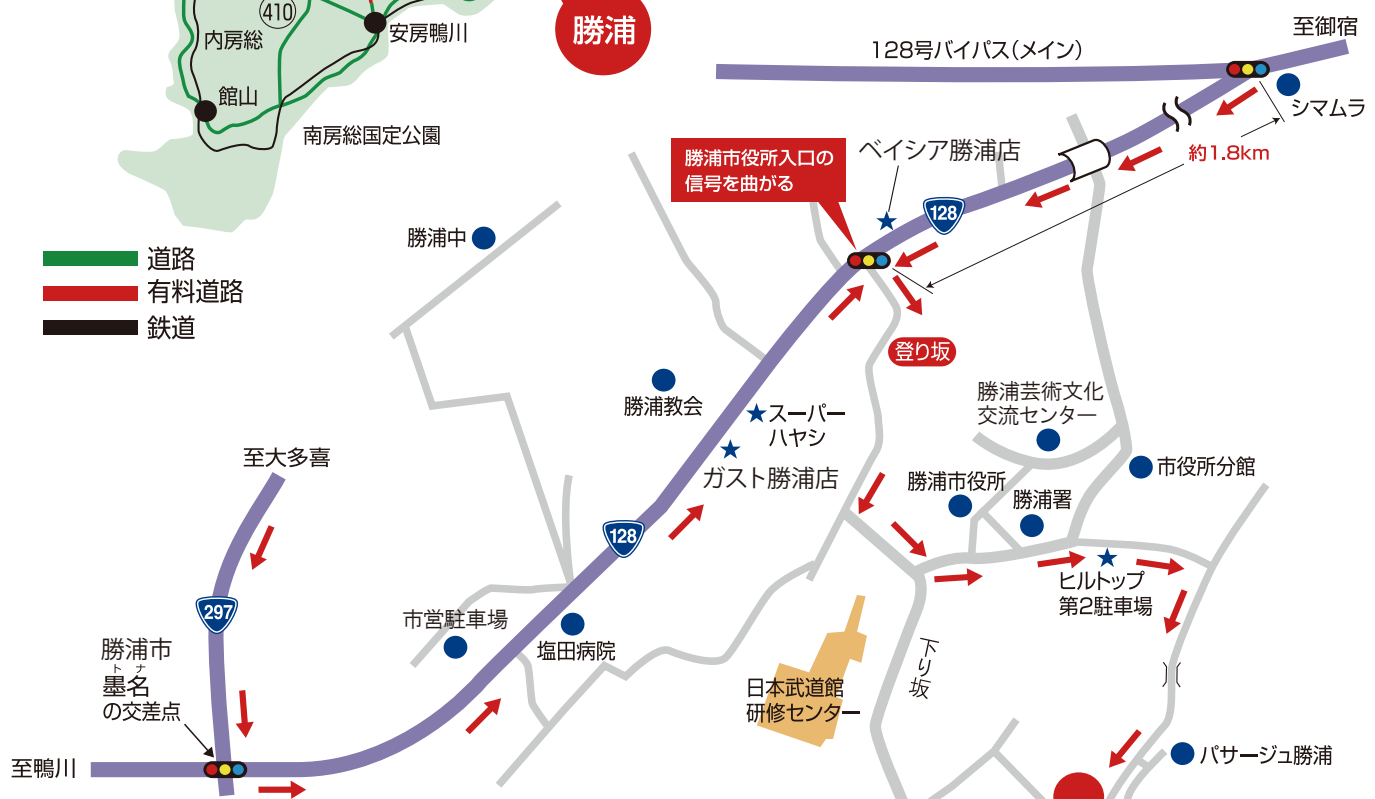 410
勝浦
安房鴨川
内房総
館山
南房総国定公園
道路
有料道路
鉄道
至御宿
128号バイパス(メイン)
シマムラ
約1.8km
勝浦市役所入口の
信号を曲がる
ベイシア勝浦店
128
勝浦中
登り坂
勝浦教会
スーパー
ハヤシ
ガスト勝浦店
勝浦芸術文化
交流センター
市役所分館
勝浦市役所
勝浦署
至大多喜
128
297
ヒルトップ
第2駐車場
市営駐車場
塩田病院
勝浦市
トナ
墨名
の交差点
下り坂
日本武道館
研修センター
至鴨川
パサージュ勝浦